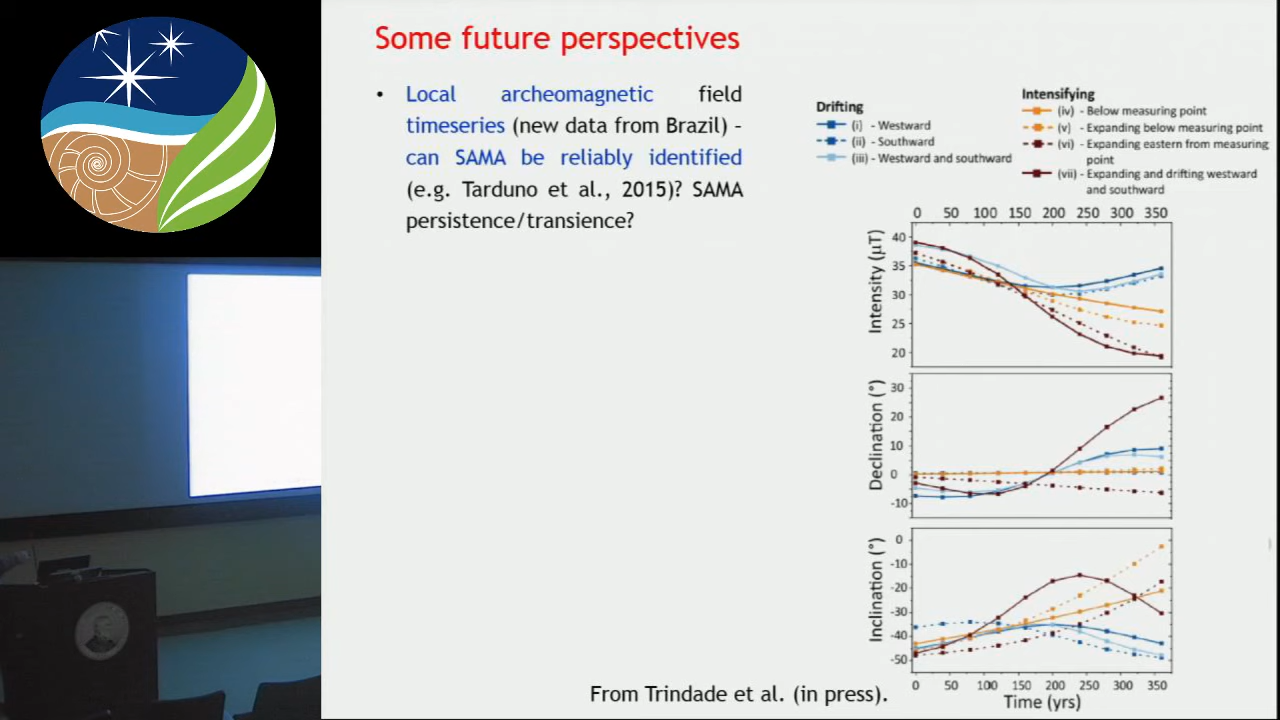 Some future perspectives
• Local archeomagnetic field
timeseries (new data from Brazil) -
can SAMA be reliably identified
(e.g. Tarduno et al., 2015)? SAMA
persistence/transience?
Drifting
(i) - Westward
(ii) - Southward
(iii) - Westward and southward
Intensifying
(iv) - Below measuring point
(v) - Expanding below measuring point
(vi) - Expanding eastern from measuring
point
(vii) - Expanding and drifting westward
and southward
0 50 100 150 200 250 300 350
Intensity (μT)
40
35
30
25
20
Declination (°)
30
20
10
0
-10
Inclination (°)
0
-10
-20
-30
-40
-50
0 50 100 150 200 250 300 350
Time (yrs)
From Trindade et al. (in press).